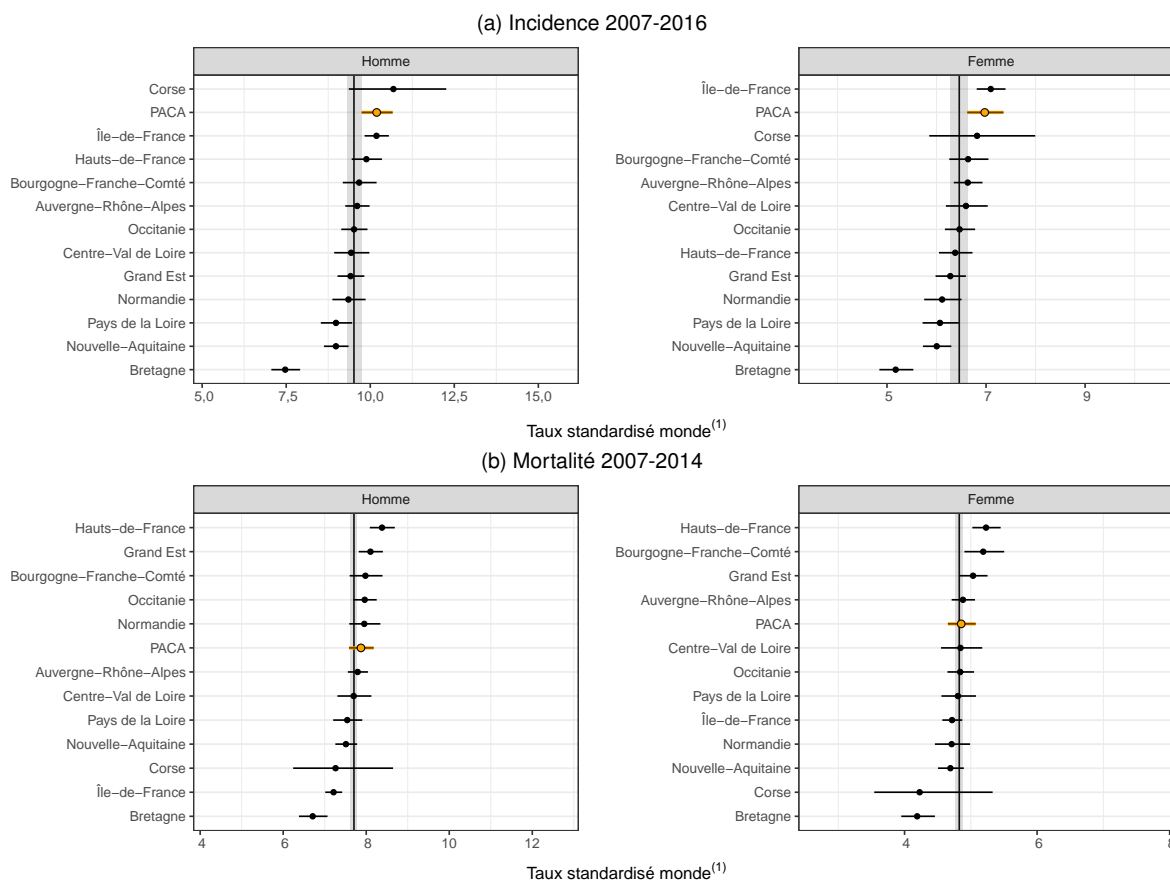 (a) Incidence 2007-2016
Homme
Corse
PACA
Île−de−France
Hauts−de−France
Bourgogne−Franche−Comté
Auvergne−Rhône−Alpes
Occitanie
Centre−Val de Loire
Grand Est
Normandie
Pays de la Loire
Nouvelle−Aquitaine
Bretagne
5,0 7,5 10,0 12,5 15,0
Femme
Île−de−France
PACA
Corse
Bourgogne−Franche−Comté
Auvergne−Rhône−Alpes
Centre−Val de Loire
Occitanie
Hauts−de−France
Grand Est
Normandie
Pays de la Loire
Nouvelle−Aquitaine
Bretagne
5 7 9
Taux standardisé monde(1)
(b) Mortalité 2007-2014
Homme
Hauts−de−France
Grand Est
Bourgogne−Franche−Comté
Occitanie
Normandie
PACA
Auvergne−Rhône−Alpes
Centre−Val de Loire
Pays de la Loire
Nouvelle−Aquitaine
Corse
Île−de−France
Bretagne
4 6 8 10 12
Femme
Hauts−de−France
Bourgogne−Franche−Comté
Grand Est
Auvergne−Rhône−Alpes
PACA
Centre−Val de Loire
Occitanie
Pays de la Loire
Île−de−France
Normandie
Nouvelle−Aquitaine
Corse
Bretagne
4 6 8
Taux standardisé monde(1)